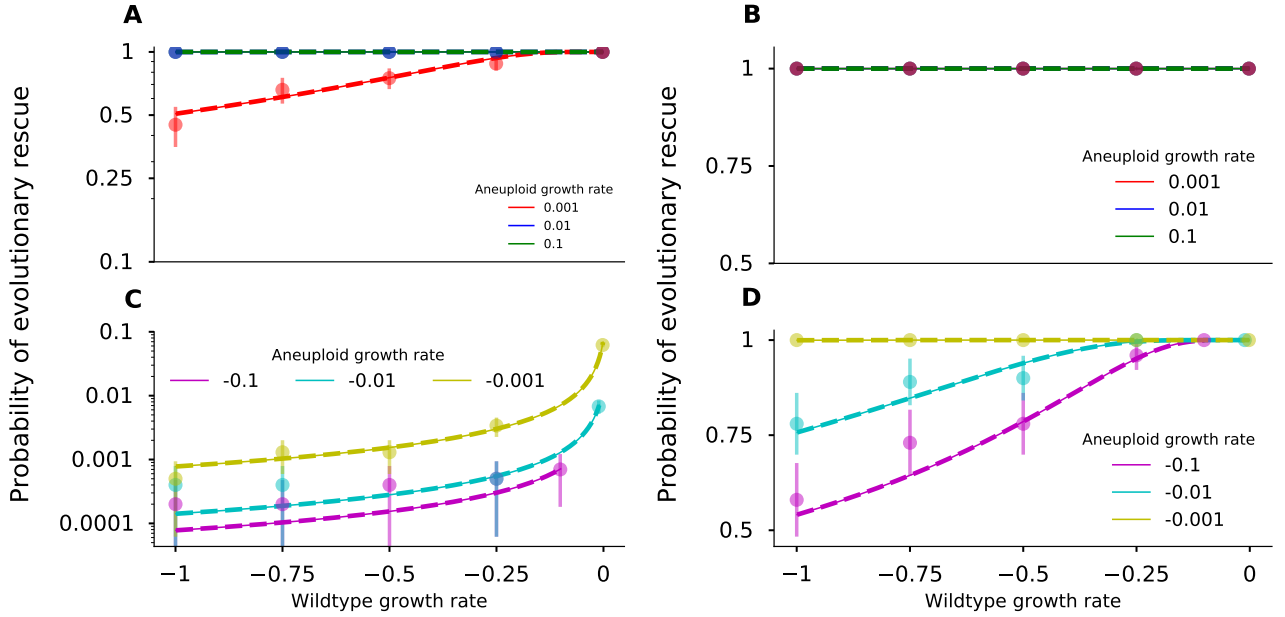 A
Probability of evolutionary rescue
1
0.5
0.25
0.1
Aneuploid growth rate
0.001
0.01
0.1
B
Probability of evolutionary rescue
1
0.75
0.5
Aneuploid growth rate
0.001
0.01
0.1
C
0.1
0.01
0.001
0.0001
Aneuploid growth rate
-0.1 -0.01 -0.001
−1 −0.75 −0.5 −0.25 0
Wildtype growth rate
D
1
0.75
0.5
Aneuploid growth rate
-0.1
-0.01
-0.001
−1 −0.75 −0.5 −0.25 0
Wildtype growth rate